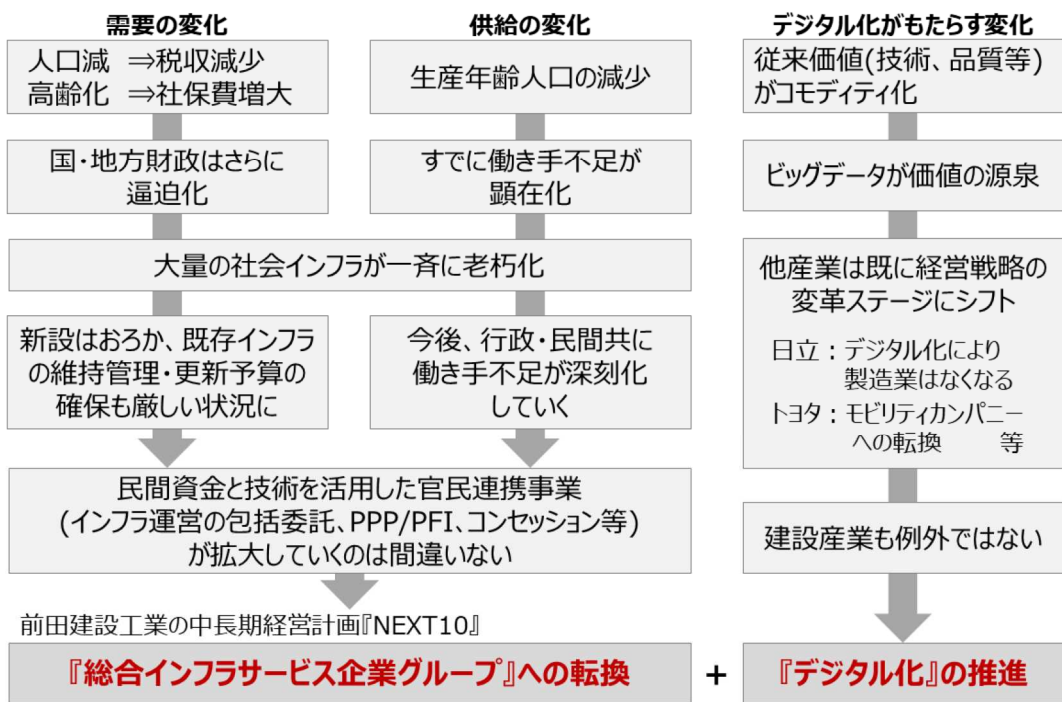 需要の変化
人口減 ⇒税収減少
高齢化 ⇒社保費増大
国・地方財政はさらに
逼迫化
供給の変化
生産年齢人口の減少
すでに働き手不足が
顕在化
大量の社会インフラが一斉に老朽化
新設はおろか、既存インフラ
の維持管理・更新予算の
確保も厳しい状況に
今後、行政・民間共に
働き手不足が深刻化
していく
民間資金と技術を活用した官民連携事業
(インフラ運営の包括委託、PPP/PFI、コンセッション等)
が拡大していくのは間違いない
デジタル化がもたらす変化
従来価値(技術、品質等)
がコモディティ化
ビッグデータが価値の源泉
他産業は既に経営戦略の
変革ステージにシフト
日立：デジタル化により
製造業はなくなる
トヨタ：モビリティカンパニー
への転換 等
建設産業も例外ではない
前田建設工業の中長期経営計画『NEXT10』
『総合インフラサービス企業グループ』への転換
+
『デジタル化』の推進